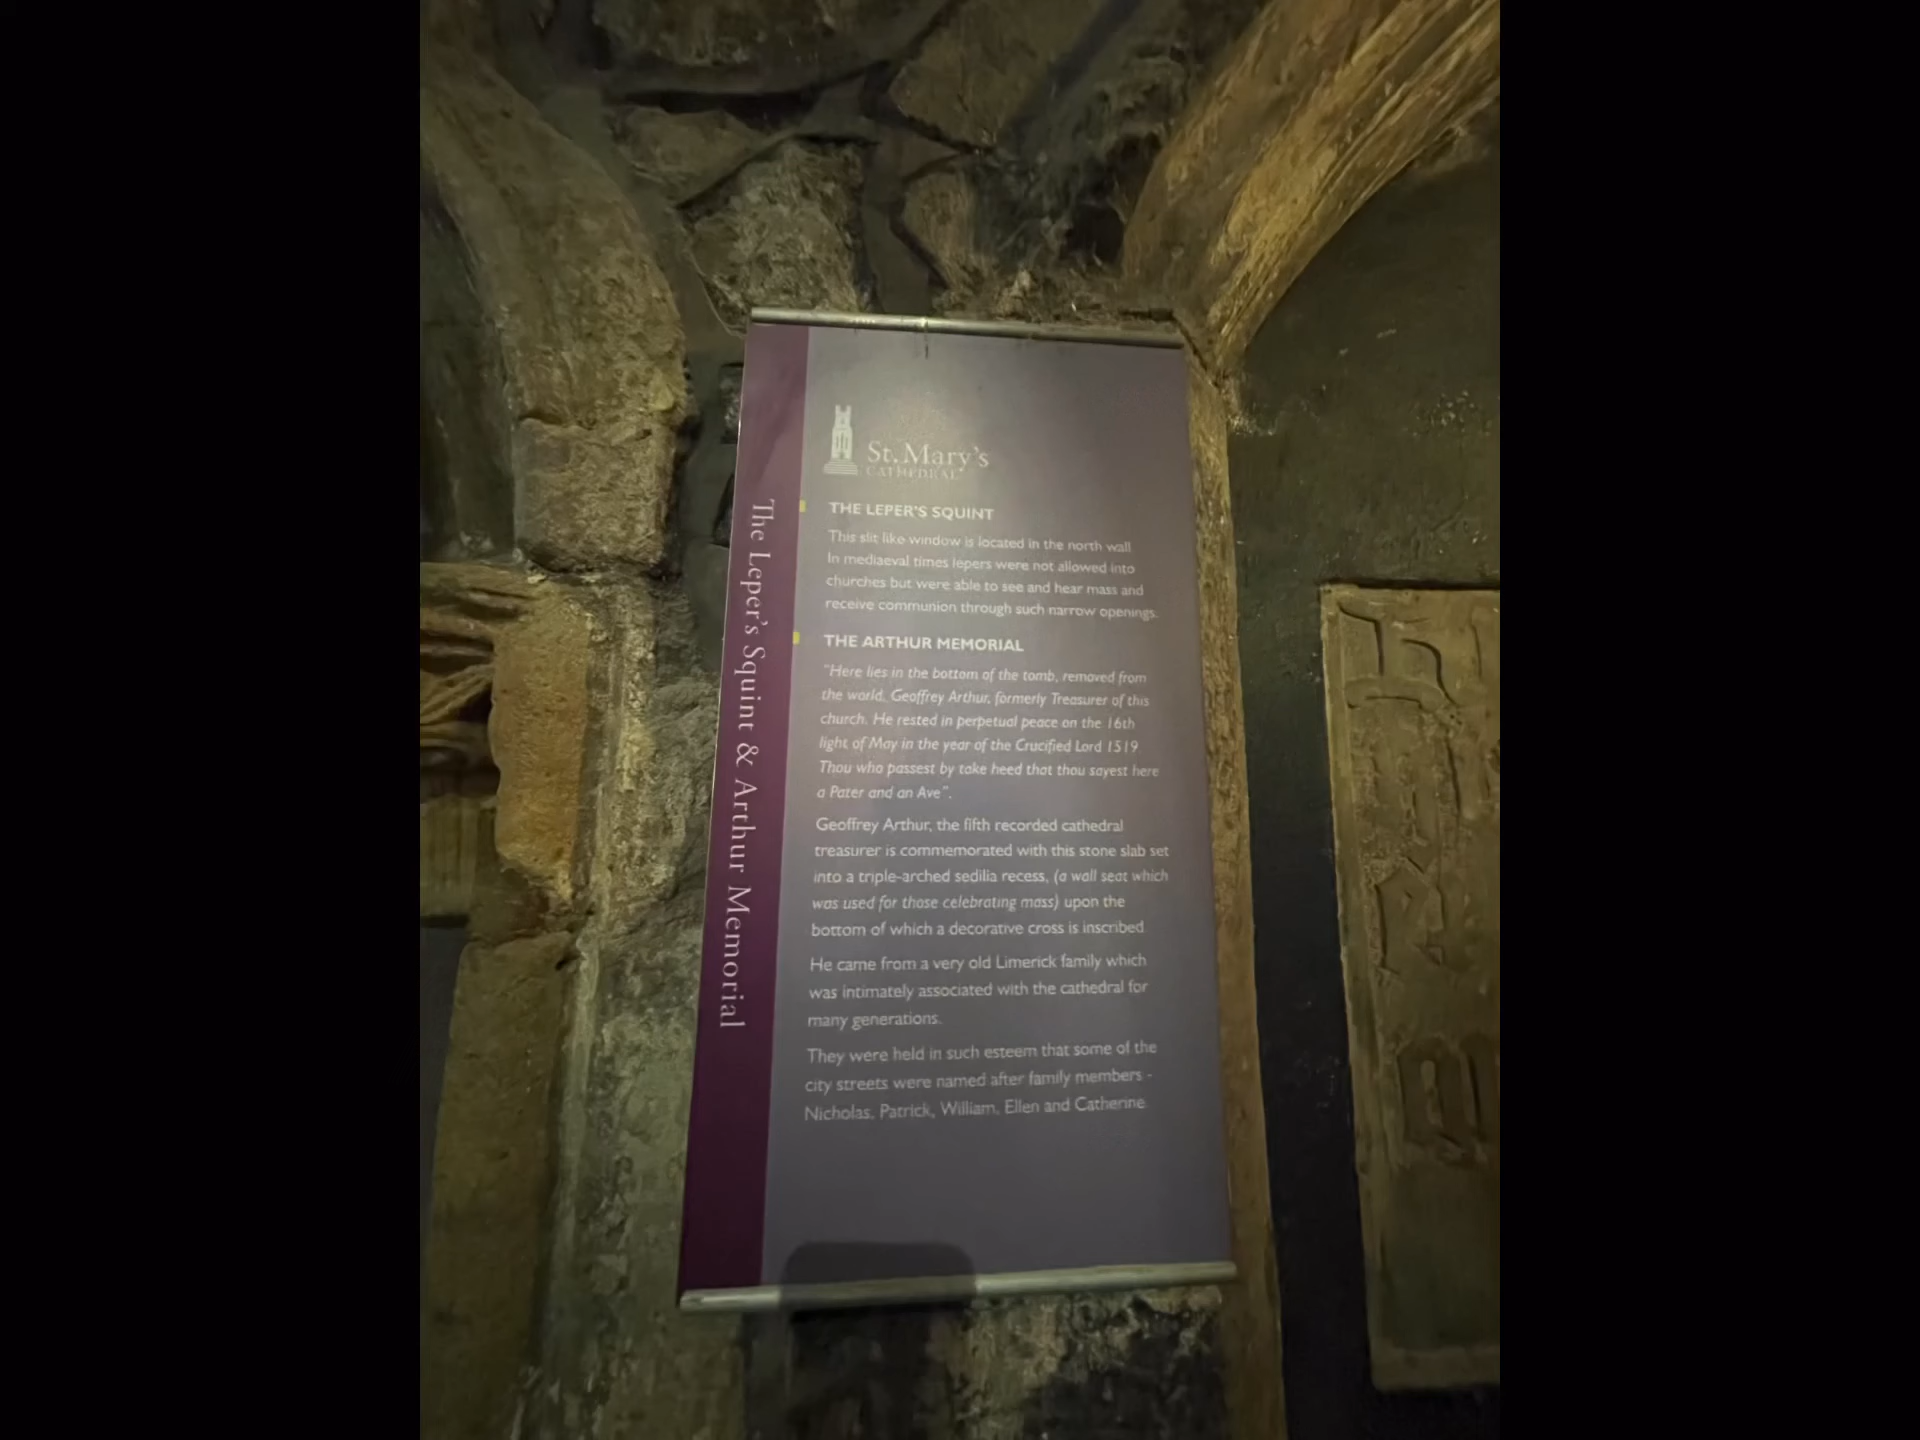 St. Mary's
CATHEDRAL
The Leper's Squint & Arthur Memorial
THE LEPER'S SQUINT
This slit like window is located in the north wall
In mediaeval times lepers were not allowed into
churches but were able to see and hear mass and
receive communion through such narrow openings.
THE ARTHUR MEMORIAL
"Here lies in the bottom of the tomb, removed from
the world, Geoffrey Arthur, formerly Treasurer of this
church. He rested in perpetual peace on the 16th
light of May in the year of the Crucified Lord 1519
Thou who passest by take heed that thou sayest here
a Pater and an Ave".
Geoffrey Arthur, the fifth recorded cathedral
treasurer is commemorated with this stone slab set
into a triple-arched sedilia recess, (a wall seat which
was used for those celebrating mass) upon the
bottom of which a decorative cross is inscribed
He came from a very old Limerick family which
was intimately associated with the cathedral for
many generations.
They were held in such esteem that some of the
city streets were named after family members -
Nicholas, Patrick, William, Ellen and Catherine